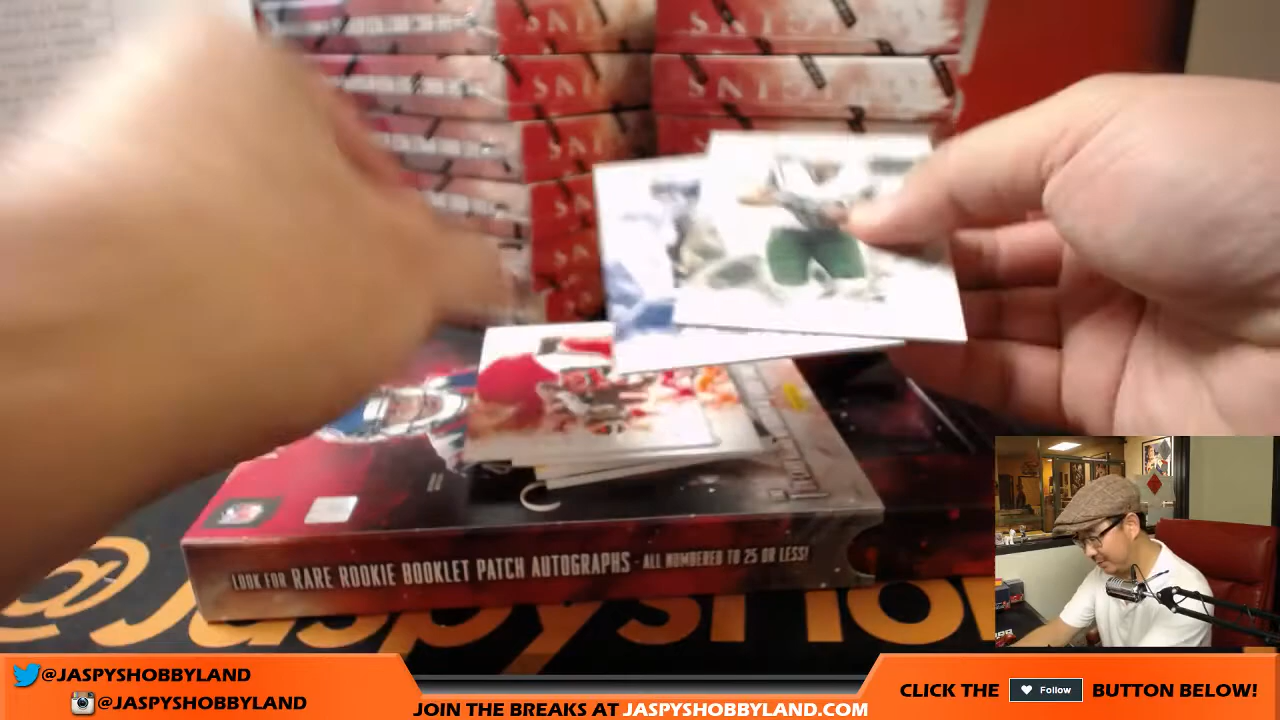 LOOK FOR RARE ROOKIE BOOKLET PATCH AUTOGRAPHS - ALL NUMBERED TO 25 OR LESS!
@JASPYSHO
@JASPYSHOBBYLAND
@JASPYSHOBBYLAND
JOIN THE BREAKS AT JASPYSHOBBYLAND.COM
CLICK THE Follow BUTTON BELOW!